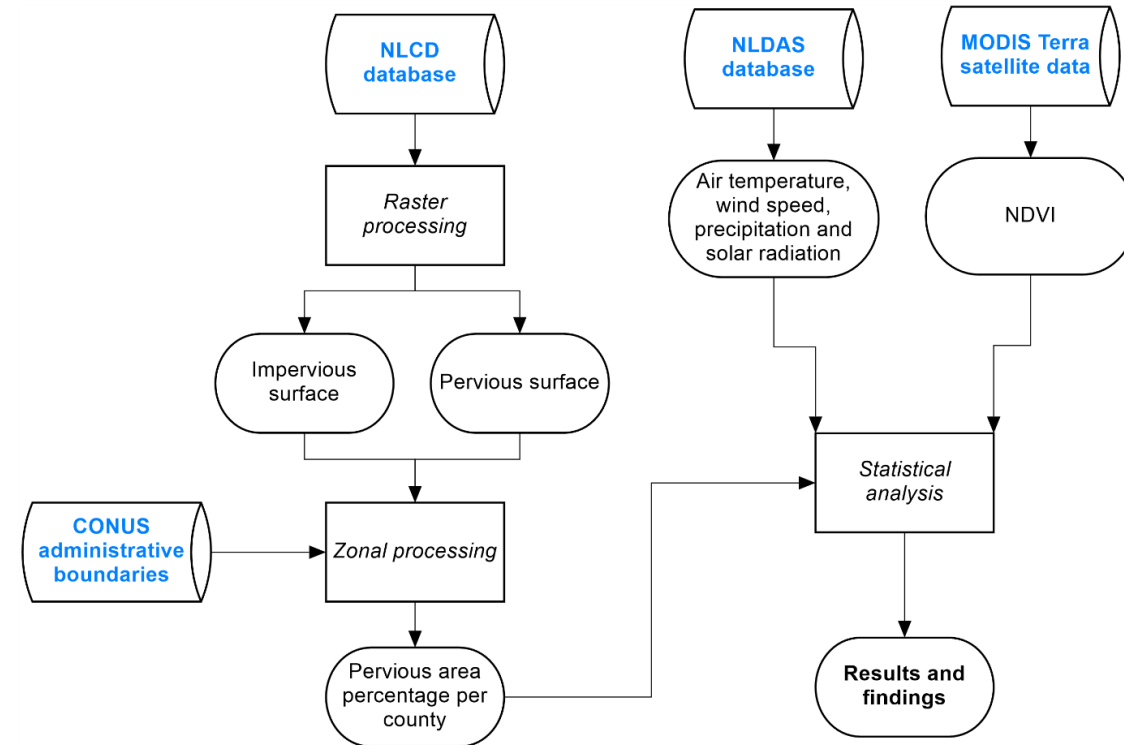 NLCD
database
NLDAS
database
MODIS Terra
satellite data
Raster
processing
Air temperature,
wind speed,
precipitation and
solar radiation
NDVI
Impervious
surface
Pervious surface
Statistical
analysis
CONUS
administrative
boundaries
Zonal processing
Pervious area
percentage per
county
Results and
findings